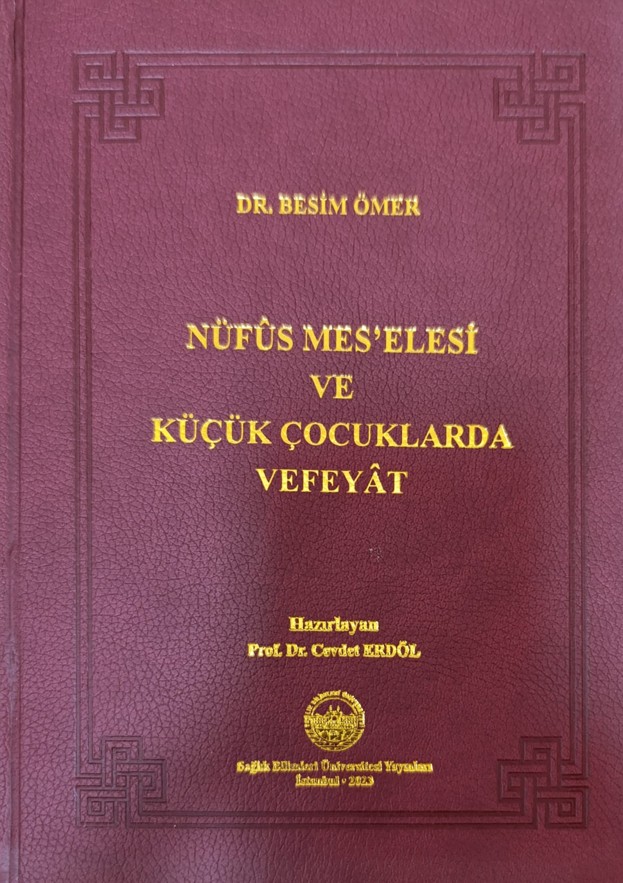 DR. BESİM ÖMER
NÜFÛS MES'ELESİ
VE
KÜÇÜK ÇOCUKLARDA
VEFEYÂT
Hazırlayan
Prof. Dr. Cevdet ERDÖL
Sağlık Bilimleri Üniversitesi Yayınları
İstanbul • 2023